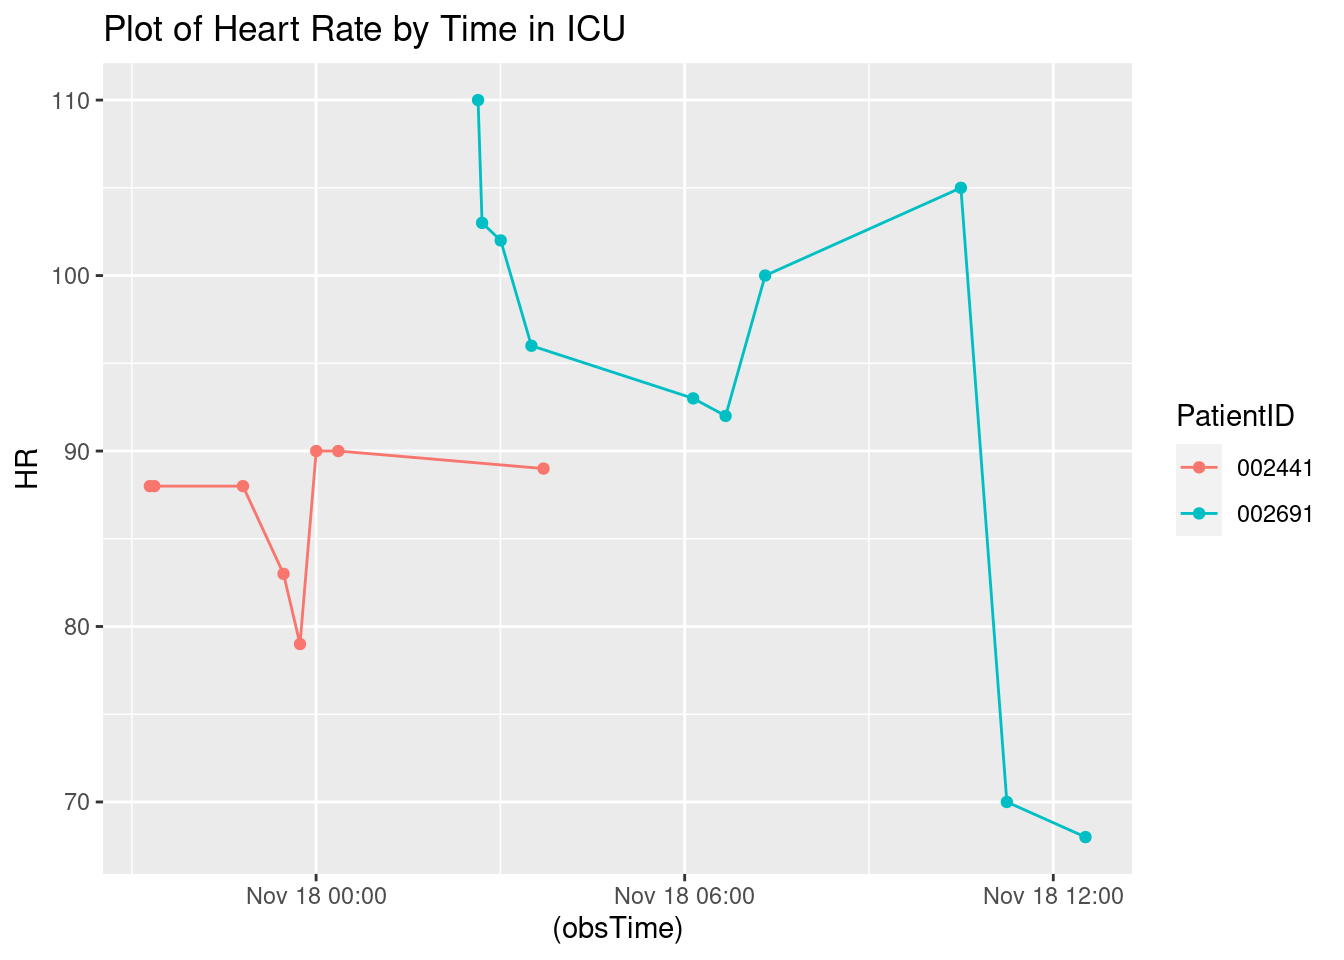 Plot of Heart Rate by Time in ICU
110
100
90
80
70
HR
Nov 18 00:00
Nov 18 06:00
Nov 18 12:00
(obsTime)
PatientID
002441
002691